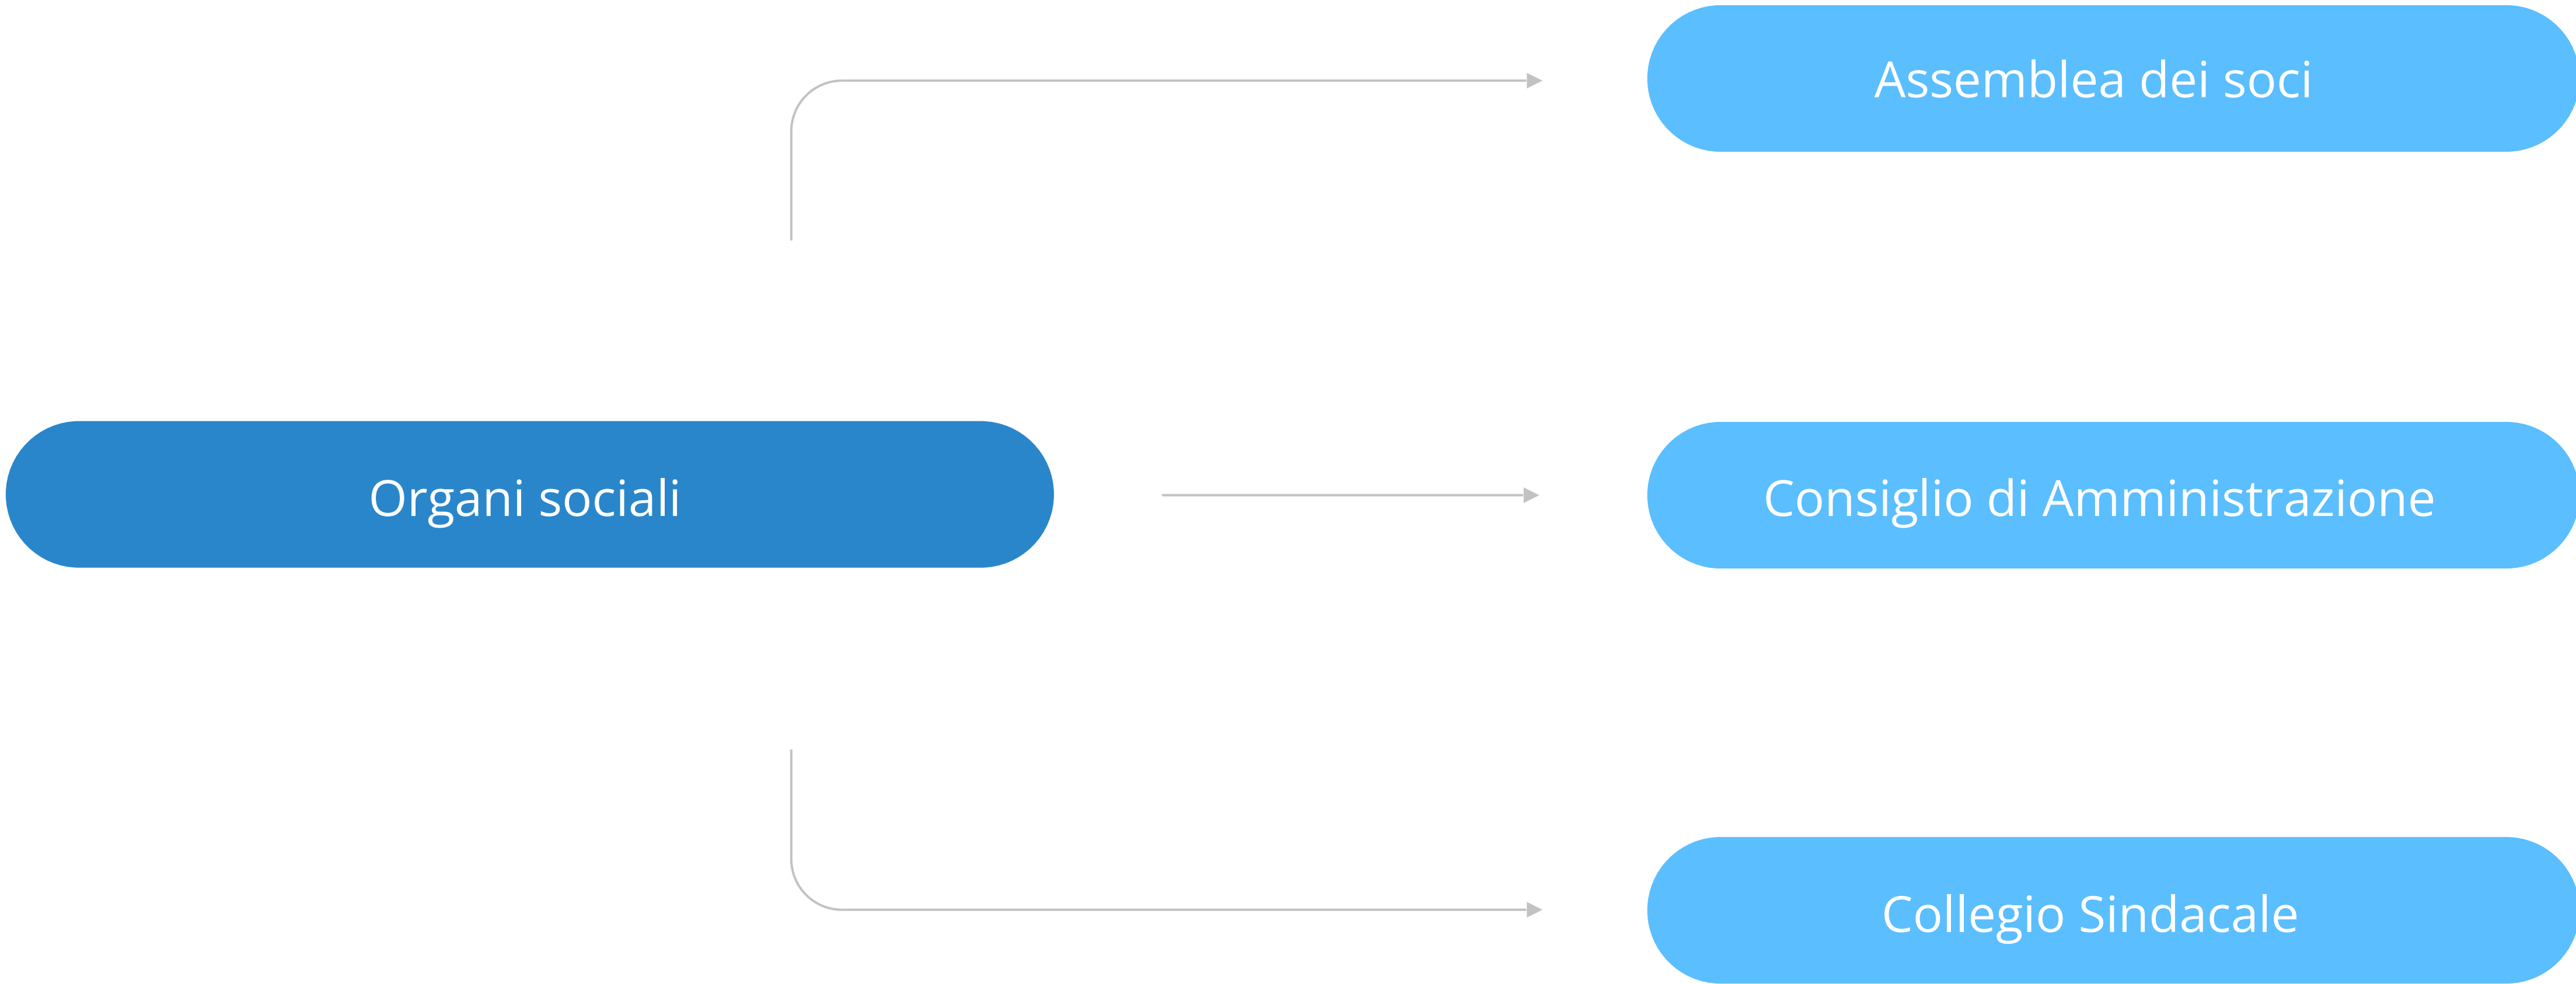 Assemblea dei soci
Organi sociali
Consiglio di Amministrazione
Collegio Sindacale